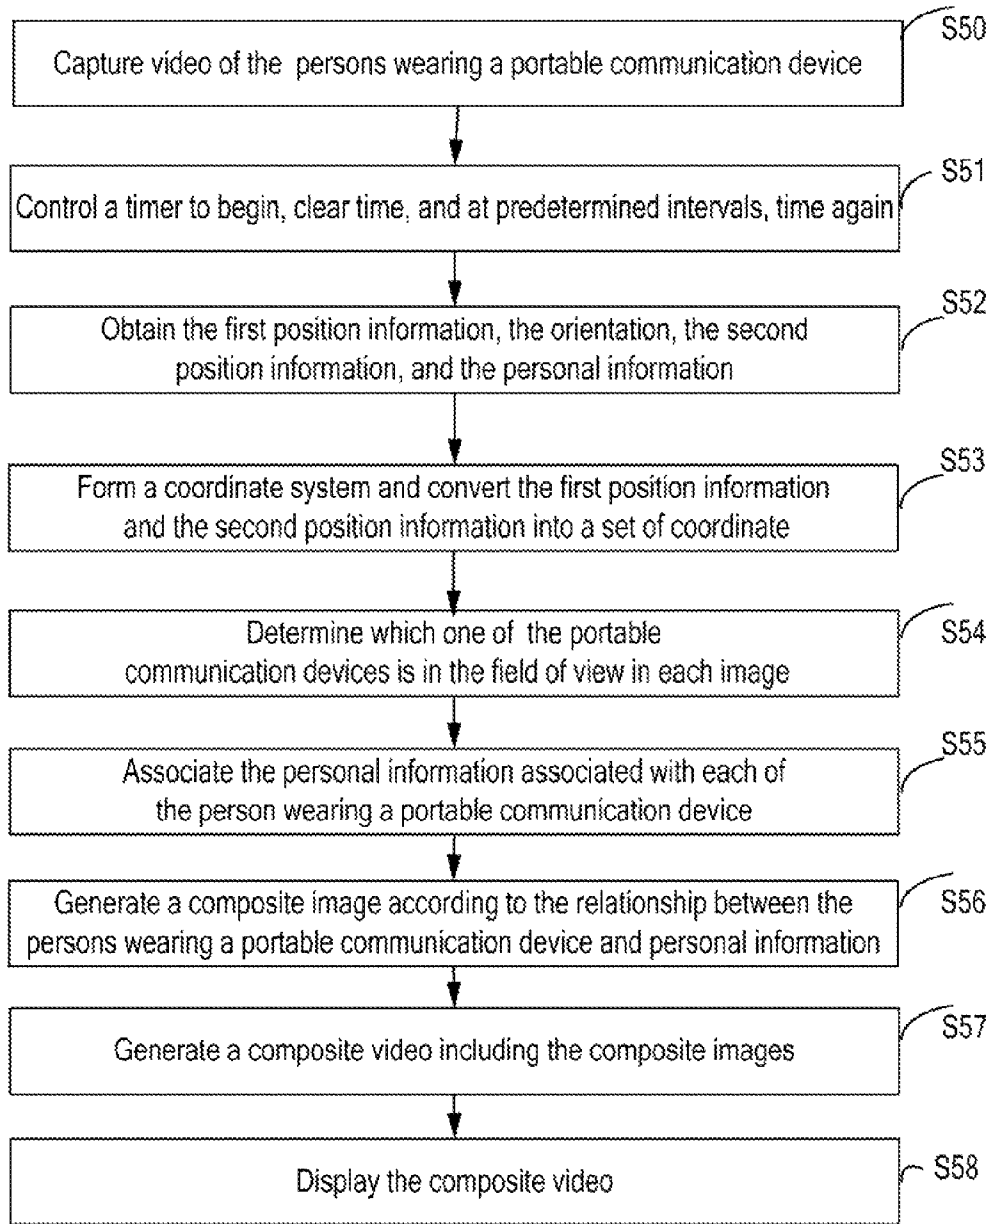 S50
Capture video of the persons wearing a portable communication device
S51
Control a timer to begin, clear time, and at predetermined intervals, time again
S52
Obtain the first position information, the orientation, the second
position information, and the personal information
S53
Form a coordinate system and convert the first position information
and the second position information into a set of coordinate
S54
Determine which one of the portable
communication devices is in the field of view in each image
S55
Associate the personal information associated with each of
the person wearing a portable communication device
S56
Generate a composite image according to the relationship between the
persons wearing a portable communication device and personal information
S57
Generate a composite video including the composite images
S58
Display the composite video